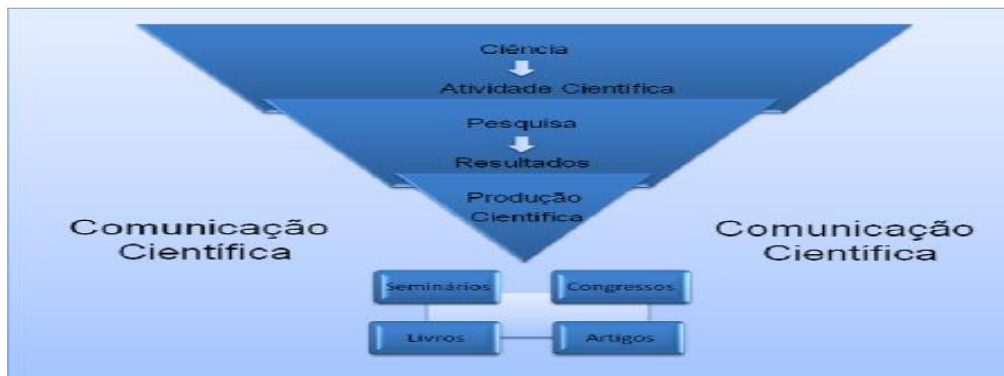 Ciência
Atividade Científica
Pesquisa
Resultados
Produção
Científica
Comunicação
Científica
Comunicação
Científica
Seminários
Congressos
Livros
Artigos